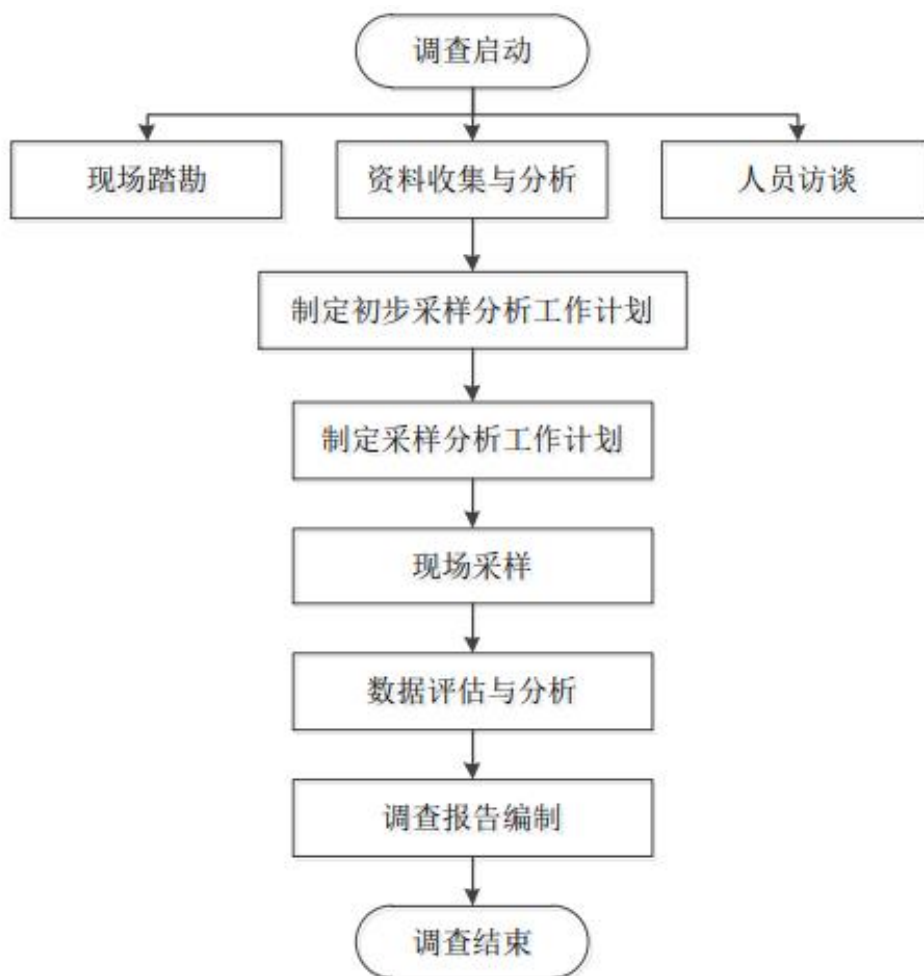 调查启动
现场踏勘
资料收集与分析
人员访谈
制定初步采样分析工作计划
制定采样分析工作计划
现场采样
数据评估与分析
调查报告编制
调查结束